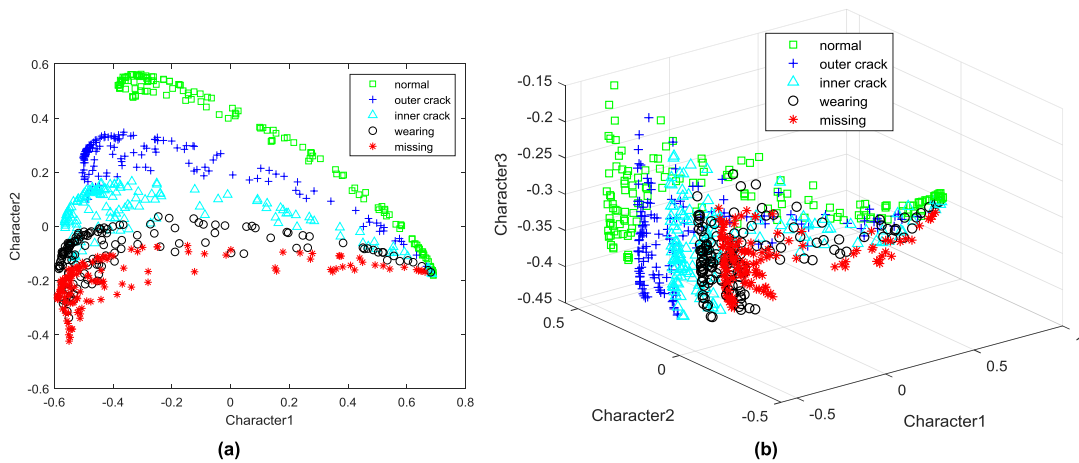 0.6
0.4
0.2
0
-0.2
-0.4
-0.6
Character2
-0.6
-0.4
-0.2
0
0.2
0.4
0.6
0.8
Character1
normal
outer crack
inner crack
wearing
missing
(a)
-0.15
-0.2
-0.25
-0.3
-0.35
-0.4
-0.45
Character3
0.5
0
-0.5
Character2
-0.5
0
0.5
Character1
normal
outer crack
inner crack
wearing
missing
(b)